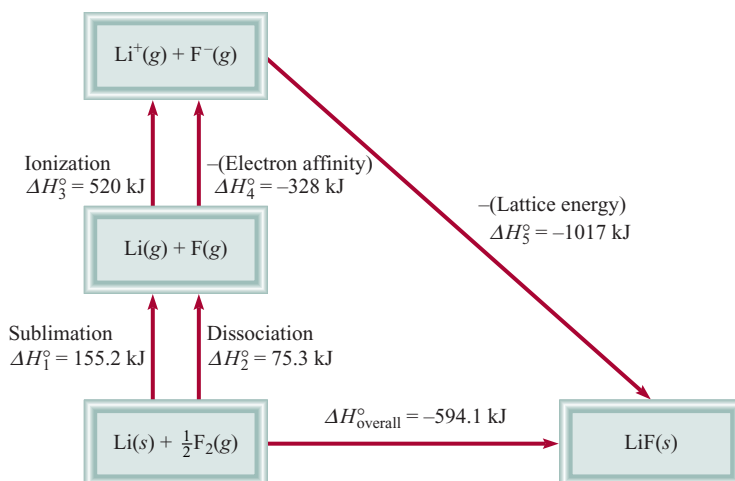 Li⁺(g) + F⁻(g)
Ionization
ΔH°₃ = 520 kJ
–(Electron affinity)
ΔH°₄ = –328 kJ
–(Lattice energy)
ΔH°₅ = –1017 kJ
Li(g) + F(g)
Sublimation
ΔH°₁ = 155.2 kJ
Dissociation
ΔH°₂ = 75.3 kJ
Li(s) + ½F₂(g)
ΔH°overall = –594.1 kJ
LiF(s)